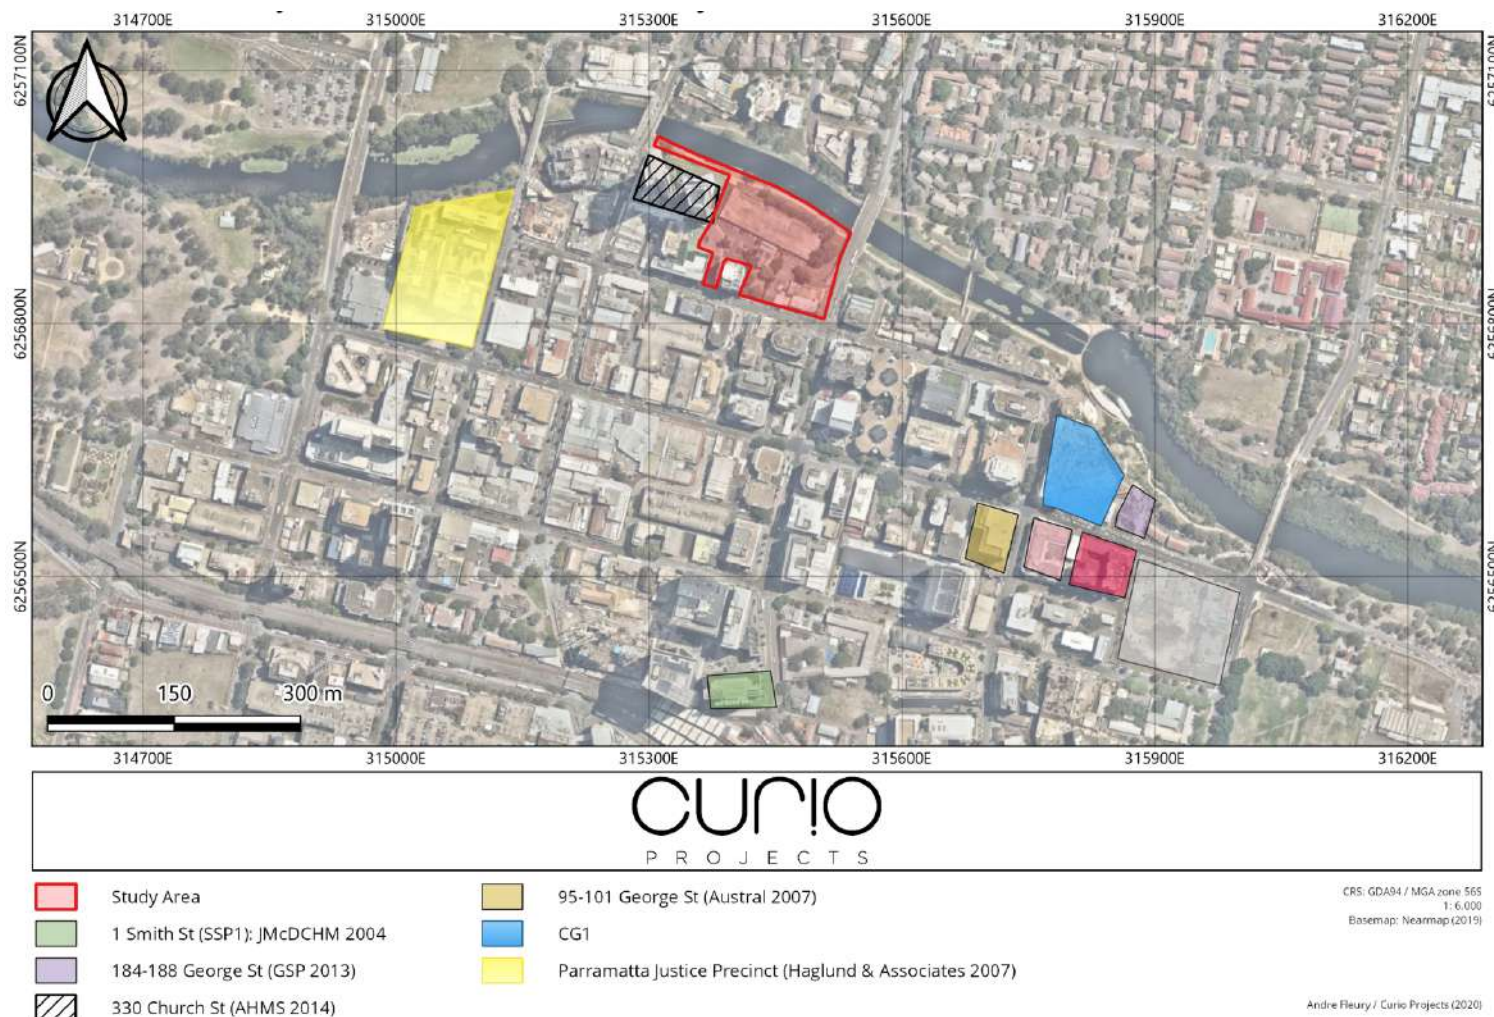 314700E 315000E 315300E 315600E 315900E 316200E
6257100N 6257100N
6256800N 6256800N
6256500N 6256500N
0 150 300 m
314700E 315000E 315300E 315600E 315900E 316200E
CURIO
PROJECTS
Study Area
1 Smith St (SSP1): JMcDCHM 2004
184-188 George St (GSP 2013)
330 Church St (AHMS 2014)
95-101 George St (Austral 2007)
CG1
Parramatta Justice Precinct (Haglund & Associates 2007)
CRS: GDA94 / MGA zone 56S
1: 6.000
Basemap: Nearmap (2019)
Andre Fleury / Curio Projects (2020)